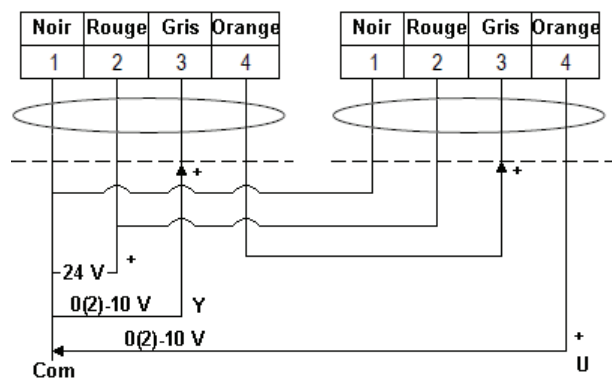 Noir Rouge Gris Orange Noir Rouge Gris Orange
1 2 3 4 1 2 3 4
+ +
24 V +
0(2)-10 V Y
0(2)-10 V +
Com U